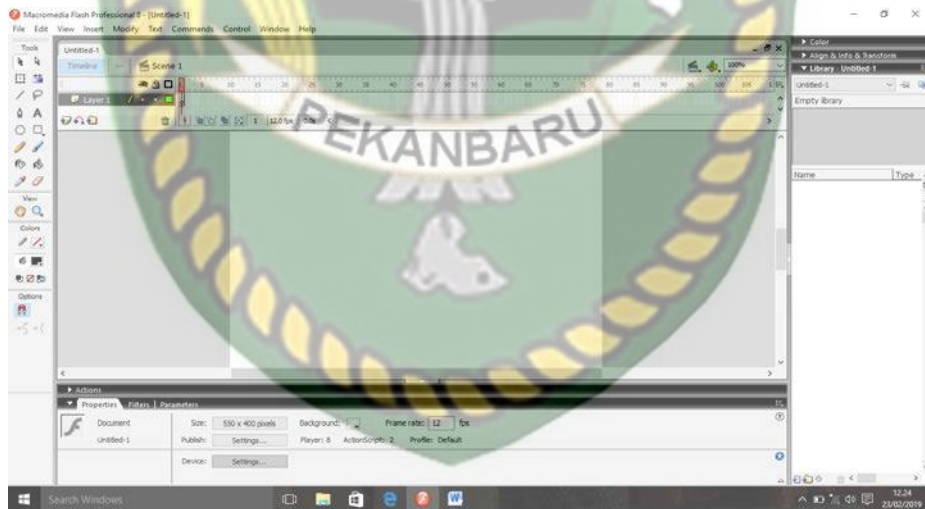 Macromedia Flash Professional 8 - [Untitled-1]
File Edit View Insert Modify Text Commands Control Window Help
Tools
Untitled-1
Timeline
Scene 1
100%
Layer 1
1 12.0 fps 0.0s
PEKANBARU
View
Colors
Options
Color
Align & Info & Transform
Library - Untitled-1
Untitled-1
Empty library
Name Type
Actions
Properties Filters Parameters
Document
Untitled-1
Size: 550 x 400 pixels
Background:
Frame rate: 12 fps
Publish: Settings...
Player: 8 ActionScript: 2 Profile: Default
Device: Settings...
Search Windows
12.24
23/02/2019